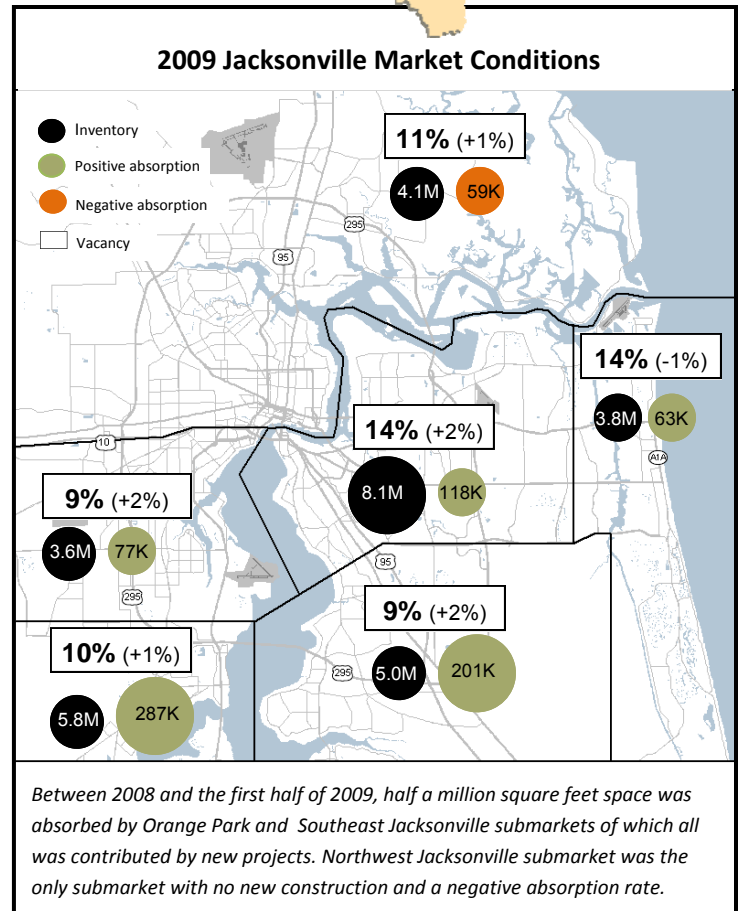 2009 Jacksonville Market Conditions
Inventory
Positive absorption
Negative absorption
Vacancy
11% (+1%)
4.1M 59K
295
95
14% (-1%)
3.8M 63K
A1A
14% (+2%)
8.1M 118K
10
9% (+2%)
3.6M 77K
295
95
9% (+2%)
5.0M 201K
295
10% (+1%)
5.8M 287K
Between 2008 and the first half of 2009, half a million square feet space was
absorbed by Orange Park and Southeast Jacksonville submarkets of which all
was contributed by new projects. Northwest Jacksonville submarket was the
only submarket with no new construction and a negative absorption rate.